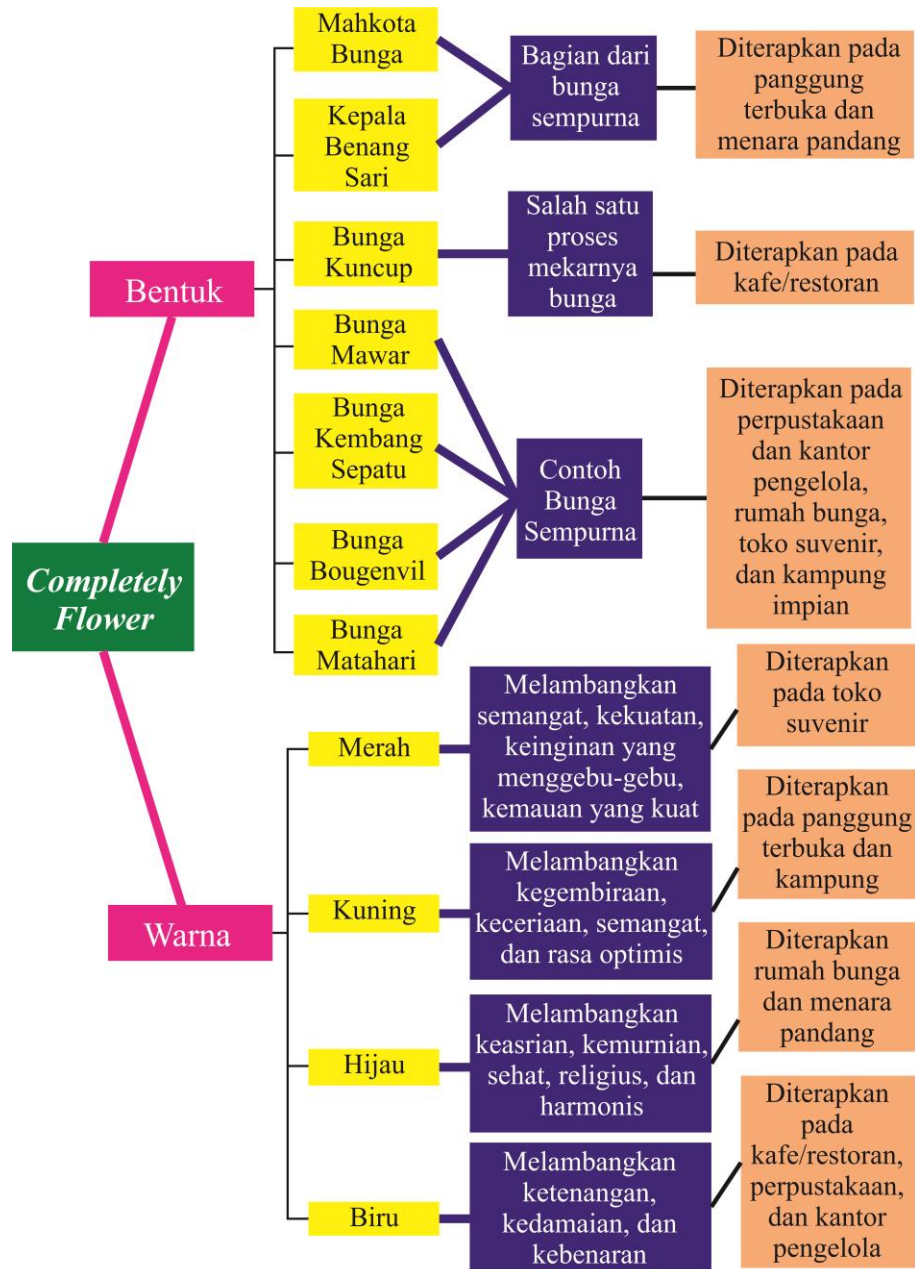 Completely
Flower
Bentuk
Mahkota
Bunga
Kepala
Benang
Sari
Bagian dari
bunga
sempurna
Diterapkan pada
panggung
terbuka dan
menara pandang
Bunga
Kuncup
Salah satu
proses
mekarnya
bunga
Diterapkan pada
kafe/restoran
Bunga
Mawar
Bunga
Kembang
Sepatu
Bunga
Bougenvil
Bunga
Matahari
Contoh
Bunga
Sempurna
Diterapkan pada
perpustakaan
dan kantor
pengelola,
rumah bunga,
toko suvenir,
dan kampung
impian
Warna
Merah
Melambangkan
semangat, kekuatan,
keinginan yang
menggebu-gebu,
kemauan yang kuat
Diterapkan
pada toko
suvenir
Kuning
Melambangkan
kegembiraan,
keceriaan, semangat,
dan rasa optimis
Diterapkan
pada panggung
terbuka dan
kampung
Hijau
Melambangkan
keasrian, kemurnian,
sehat, religius, dan
harmonis
Diterapkan
rumah bunga
dan menara
pandang
Biru
Melambangkan
ketenangan,
kedamaian, dan
kebenaran
Diterapkan
pada
kafe/restoran,
perpustakaan,
dan kantor
pengelola